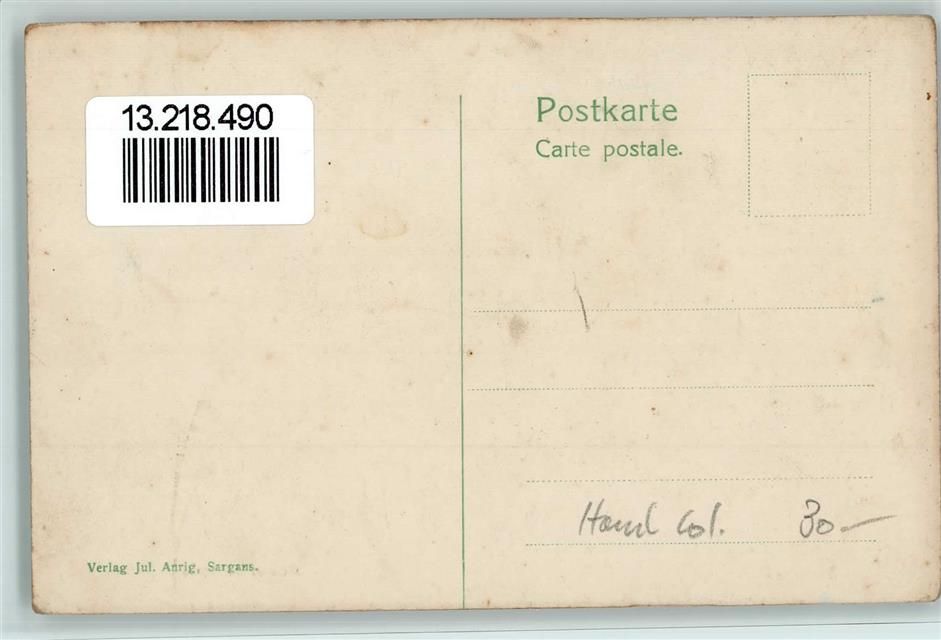 13.218.490
Postkarte
Carte postale.
Hand Col. 30.—
Verlag Jul. Anrig, Sargans.